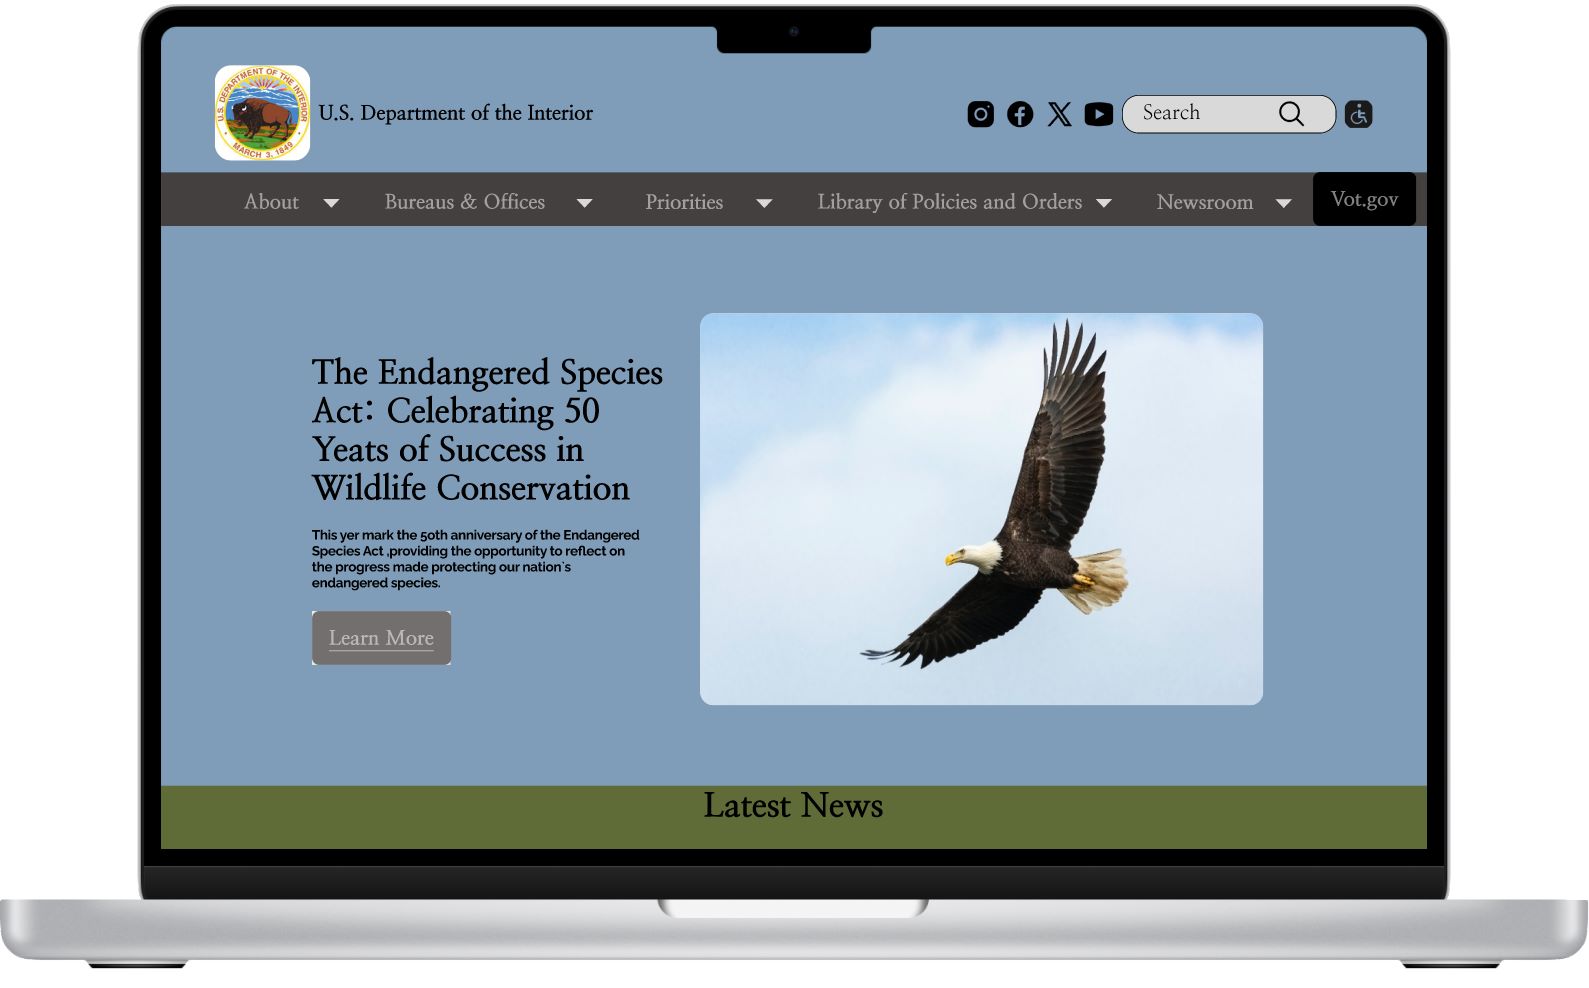 U.S. DEPARTMENT OF THE INTERIOR
MARCH 3, 1849
U.S. Department of the Interior
Search
About
Bureaus & Offices
Priorities
Library of Policies and Orders
Newsroom
Vot.gov
The Endangered Species
Act: Celebrating 50
Yeats of Success in
Wildlife Conservation
This yer mark the 50th anniversary of the Endangered
Species Act ,providing the opportunity to reflect on
the progress made protecting our nation`s
endangered species.
Learn More
Latest News